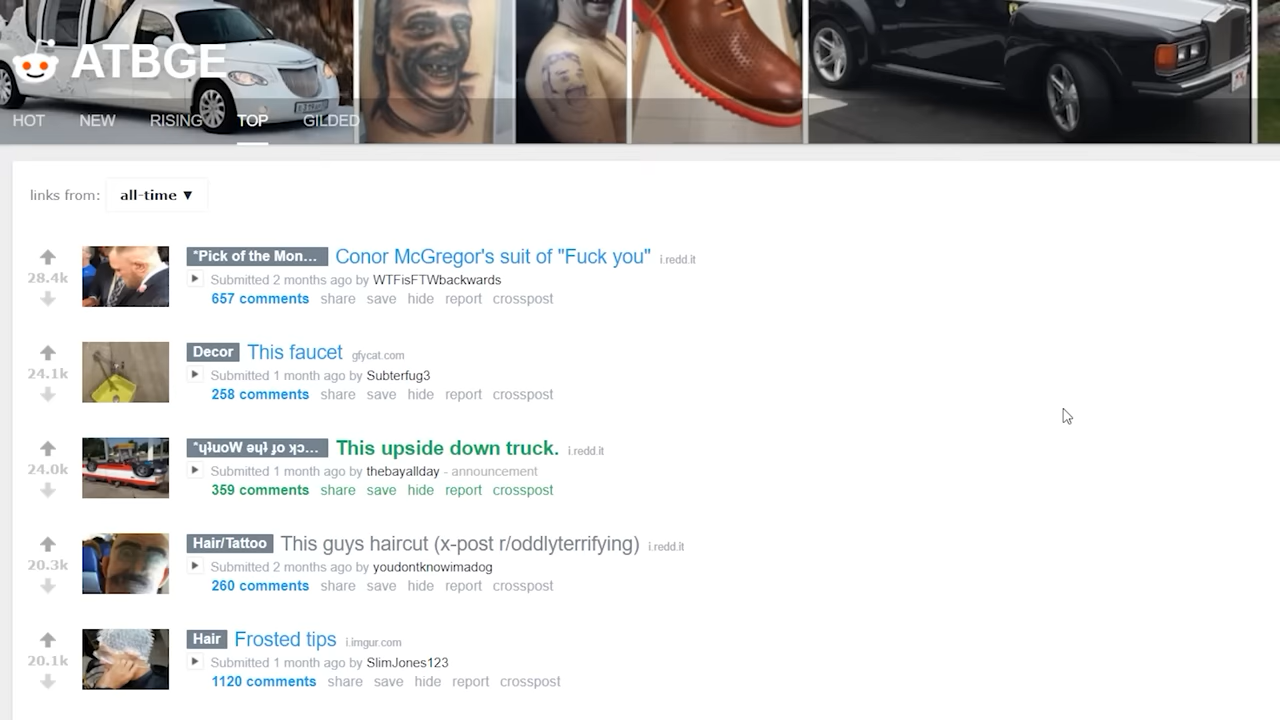 ATBGE
HOT NEW RISING TOP GILDED
links from: all-time ▼
28.4k
*Pick of the Mon... Conor McGregor's suit of "Fuck you" i.redd.it
Submitted 2 months ago by WTFisFTWbackwards
657 comments share save hide report crosspost
24.1k
Decor This faucet gfycat.com
Submitted 1 month ago by Subterfug3
258 comments share save hide report crosspost
24.0k
This upside down truck. i.redd.it
Submitted 1 month ago by thebayallday - announcement
359 comments share save hide report crosspost
20.3k
Hair/Tattoo This guys haircut (x-post r/oddlyterrifying) i.redd.it
Submitted 2 months ago by youdontknowimadog
260 comments share save hide report crosspost
20.1k
Hair Frosted tips i.imgur.com
Submitted 1 month ago by SlimJones123
1120 comments share save hide report crosspost